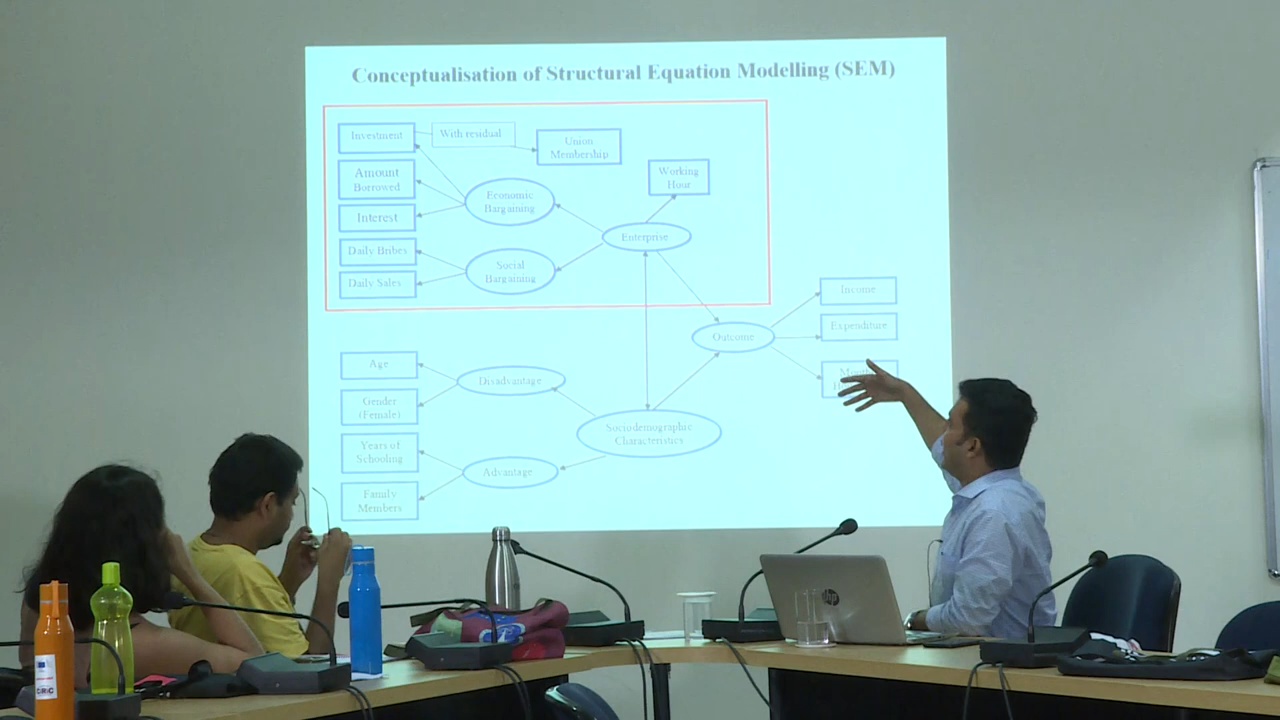 Conceptualisation of Structural Equation Modelling (SEM)
Investment
With residual
Union
Membership
Amount
Borrowed
Working
Hour
Economic
Bargaining
Interest
Enterprise
Daily Bribes
Social
Bargaining
Daily Sales
Income
Expenditure
Outcome
Age
Disadvantage
Gender
(Female)
Sociodemographic
Characteristics
Years of
Schooling
Advantage
Family
Members
hp